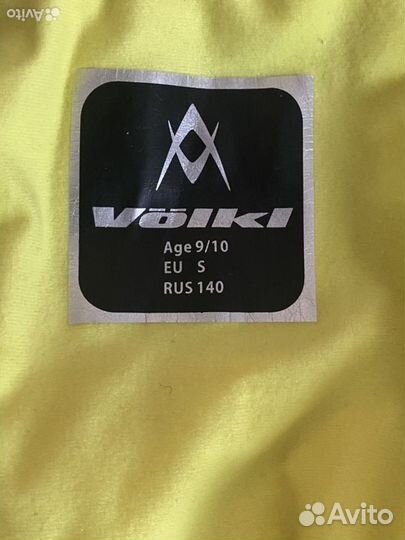 Avito
Völkl
Age 9/10
EU S
RUS 140
Avito